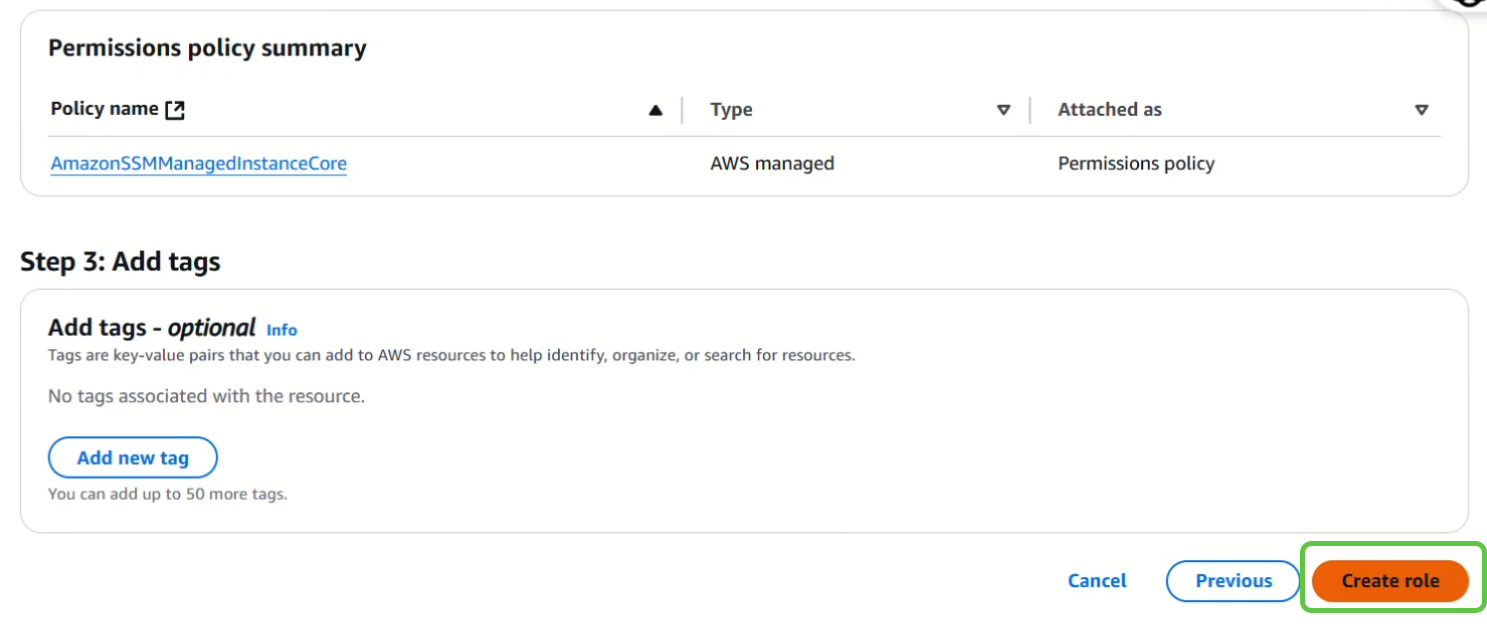 Permissions policy summary
Policy name Type Attached as
AmazonSSMManagedInstanceCore AWS managed Permissions policy
Step 3: Add tags
Add tags - optional Info
Tags are key-value pairs that you can add to AWS resources to help identify, organize, or search for resources.
No tags associated with the resource.
Add new tag
You can add up to 50 more tags.
Cancel Previous Create role